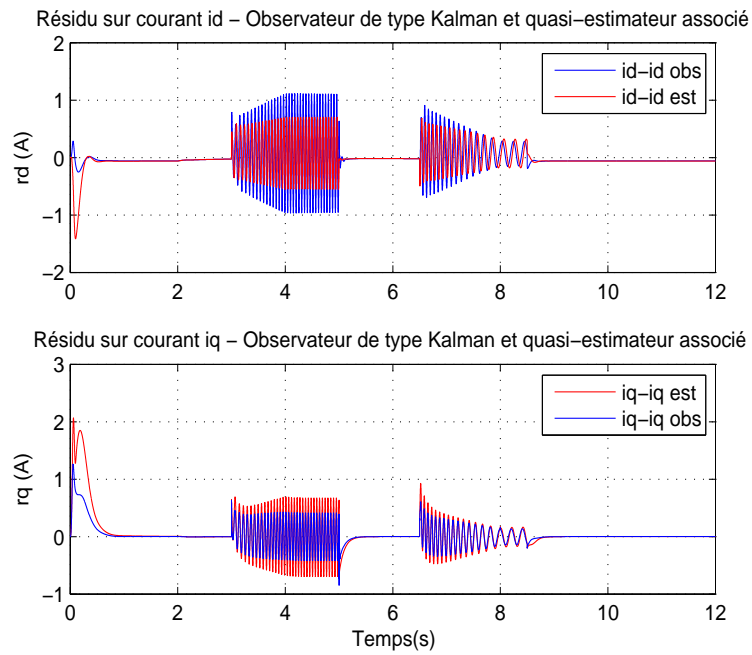 Résidu sur courant id − Observateur de type Kalman et quasi−estimateur associé
2
1
0
−1
−2
rd (A)
id−id obs
id−id est
0 2 4 6 8 10 12
Résidu sur courant iq − Observateur de type Kalman et quasi−estimateur associé
3
2
1
0
−1
rq (A)
iq−iq est
iq−iq obs
0 2 4 6 8 10 12
Temps(s)